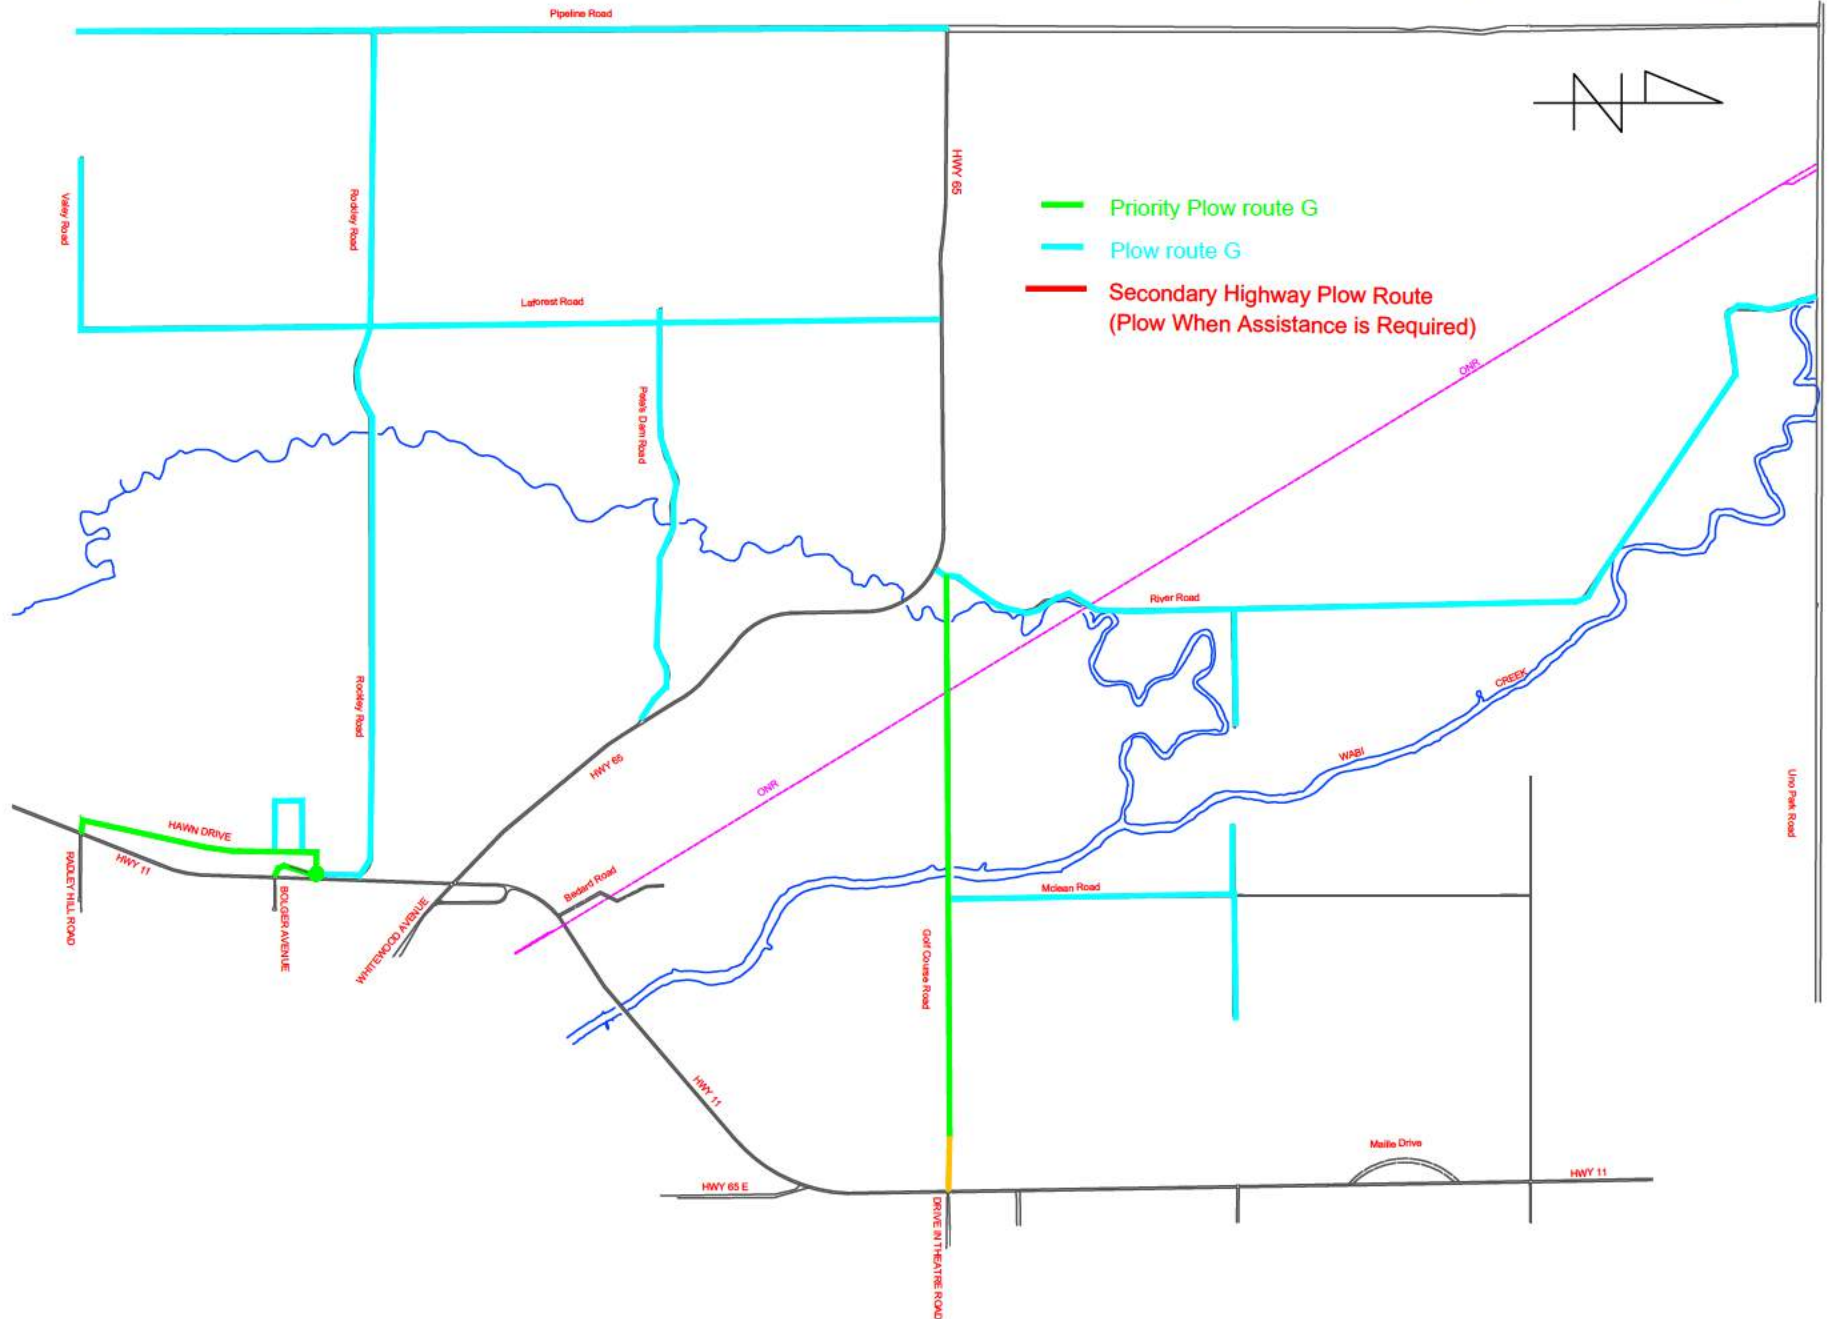 Pipeline Road
N
HWY 65
Valley Road
Rockley Road
Priority Plow route G
Plow route G
Secondary Highway Plow Route
(Plow When Assistance is Required)
Laforest Road
ONR
Pete's Dam Road
River Road
Rockley Road
CREEK
WABI
HWY 65
ONR
Uno Park Road
HAWN DRIVE
HWY 11
RADLEY HILL ROAD
BOLGER AVENUE
WHITEWOOD AVENUE
Bedard Road
Mclean Road
Golf Course Road
HWY 11
Maille Drive
HWY 11
HWY 65 E
DRIVE IN THEATRE ROAD